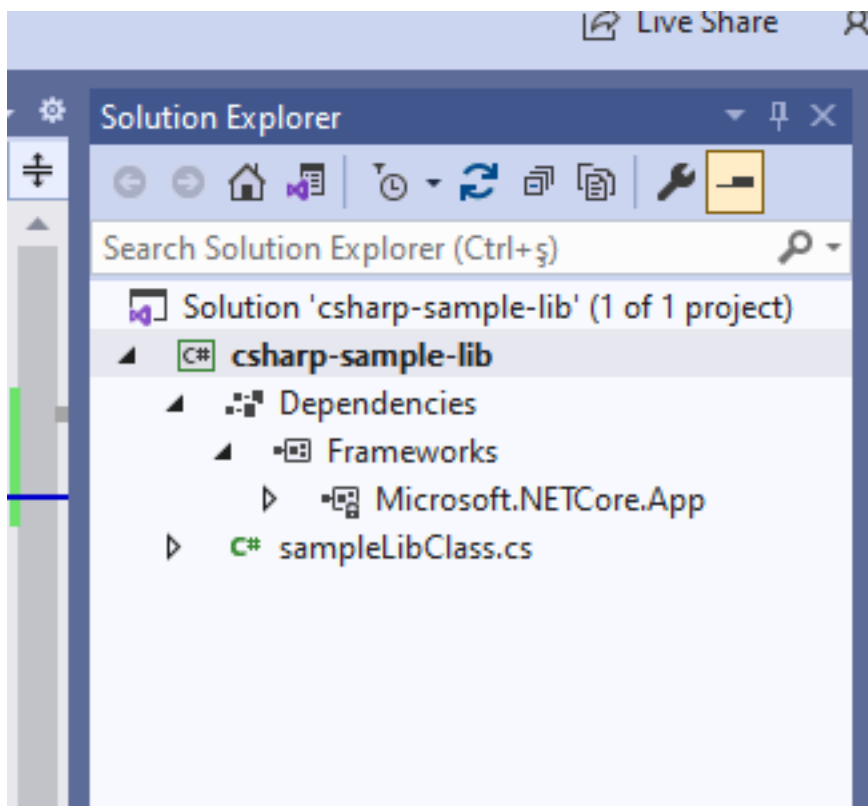 Live Share
Solution Explorer
Search Solution Explorer (Ctrl+ş)
Solution 'csharp-sample-lib' (1 of 1 project)
C# csharp-sample-lib
Dependencies
Frameworks
Microsoft.NETCore.App
C# sampleLibClass.cs